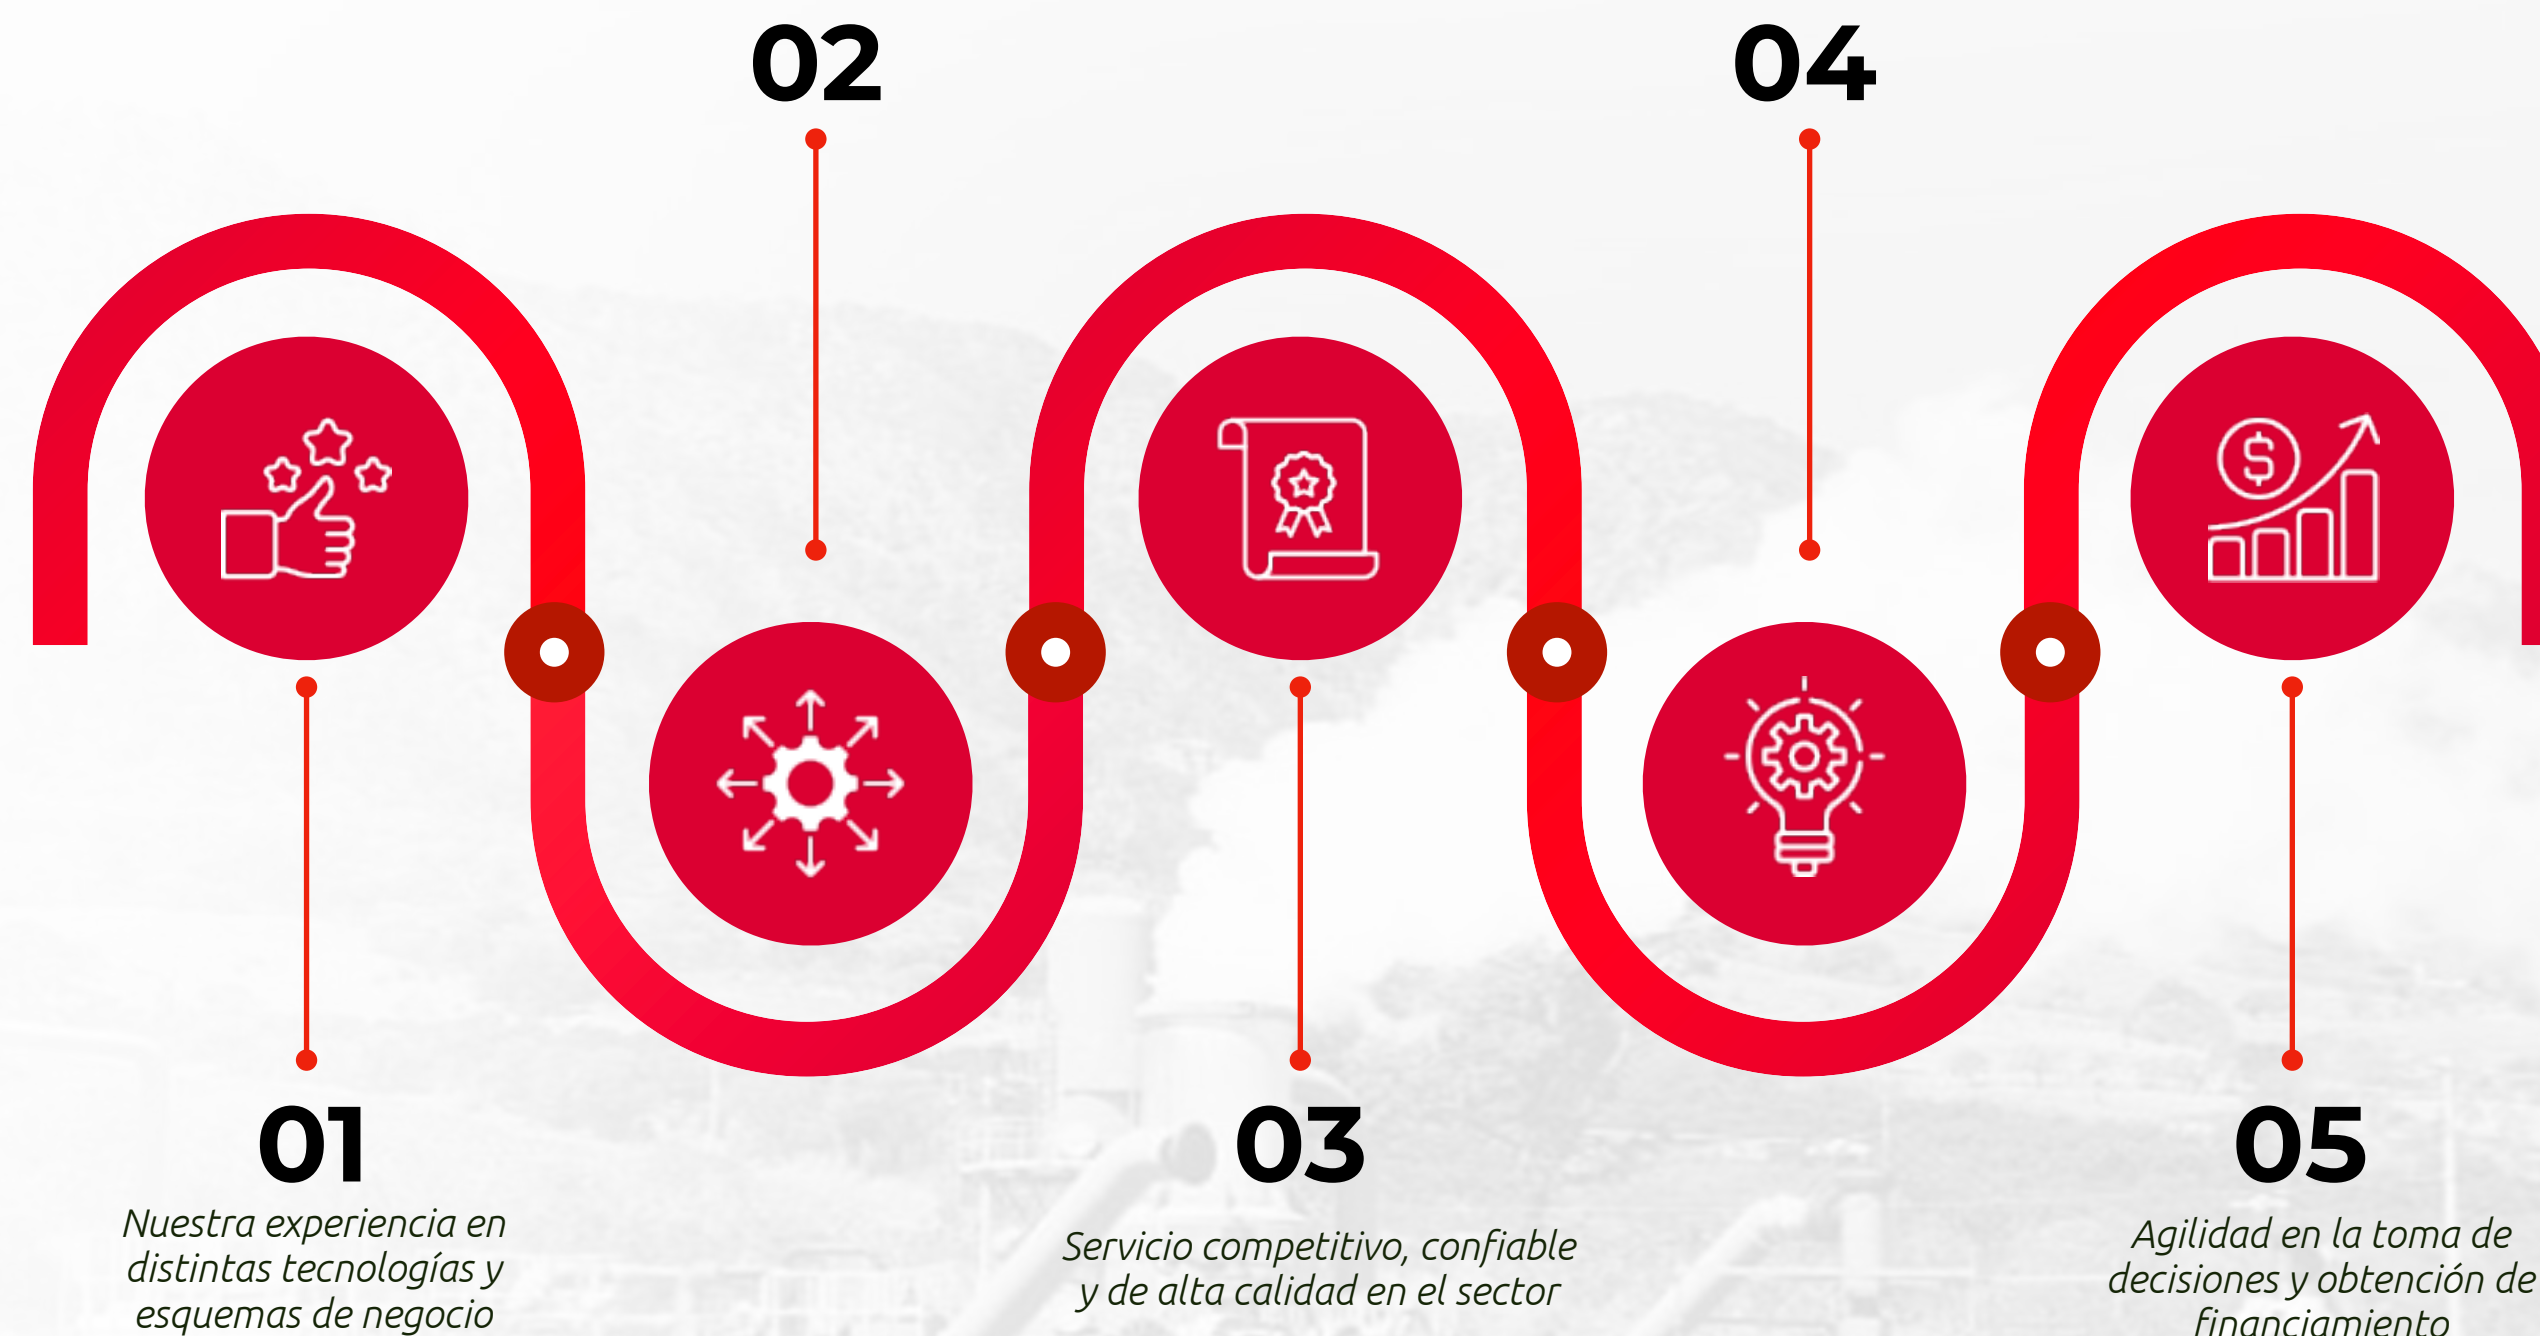 02
04
01
Nuestra experiencia en
distintas tecnologías y
esquemas de negocio
03
Servicio competitivo, confiable
y de alta calidad en el sector
05
Agilidad en la toma de
decisiones y obtención de
financiamiento